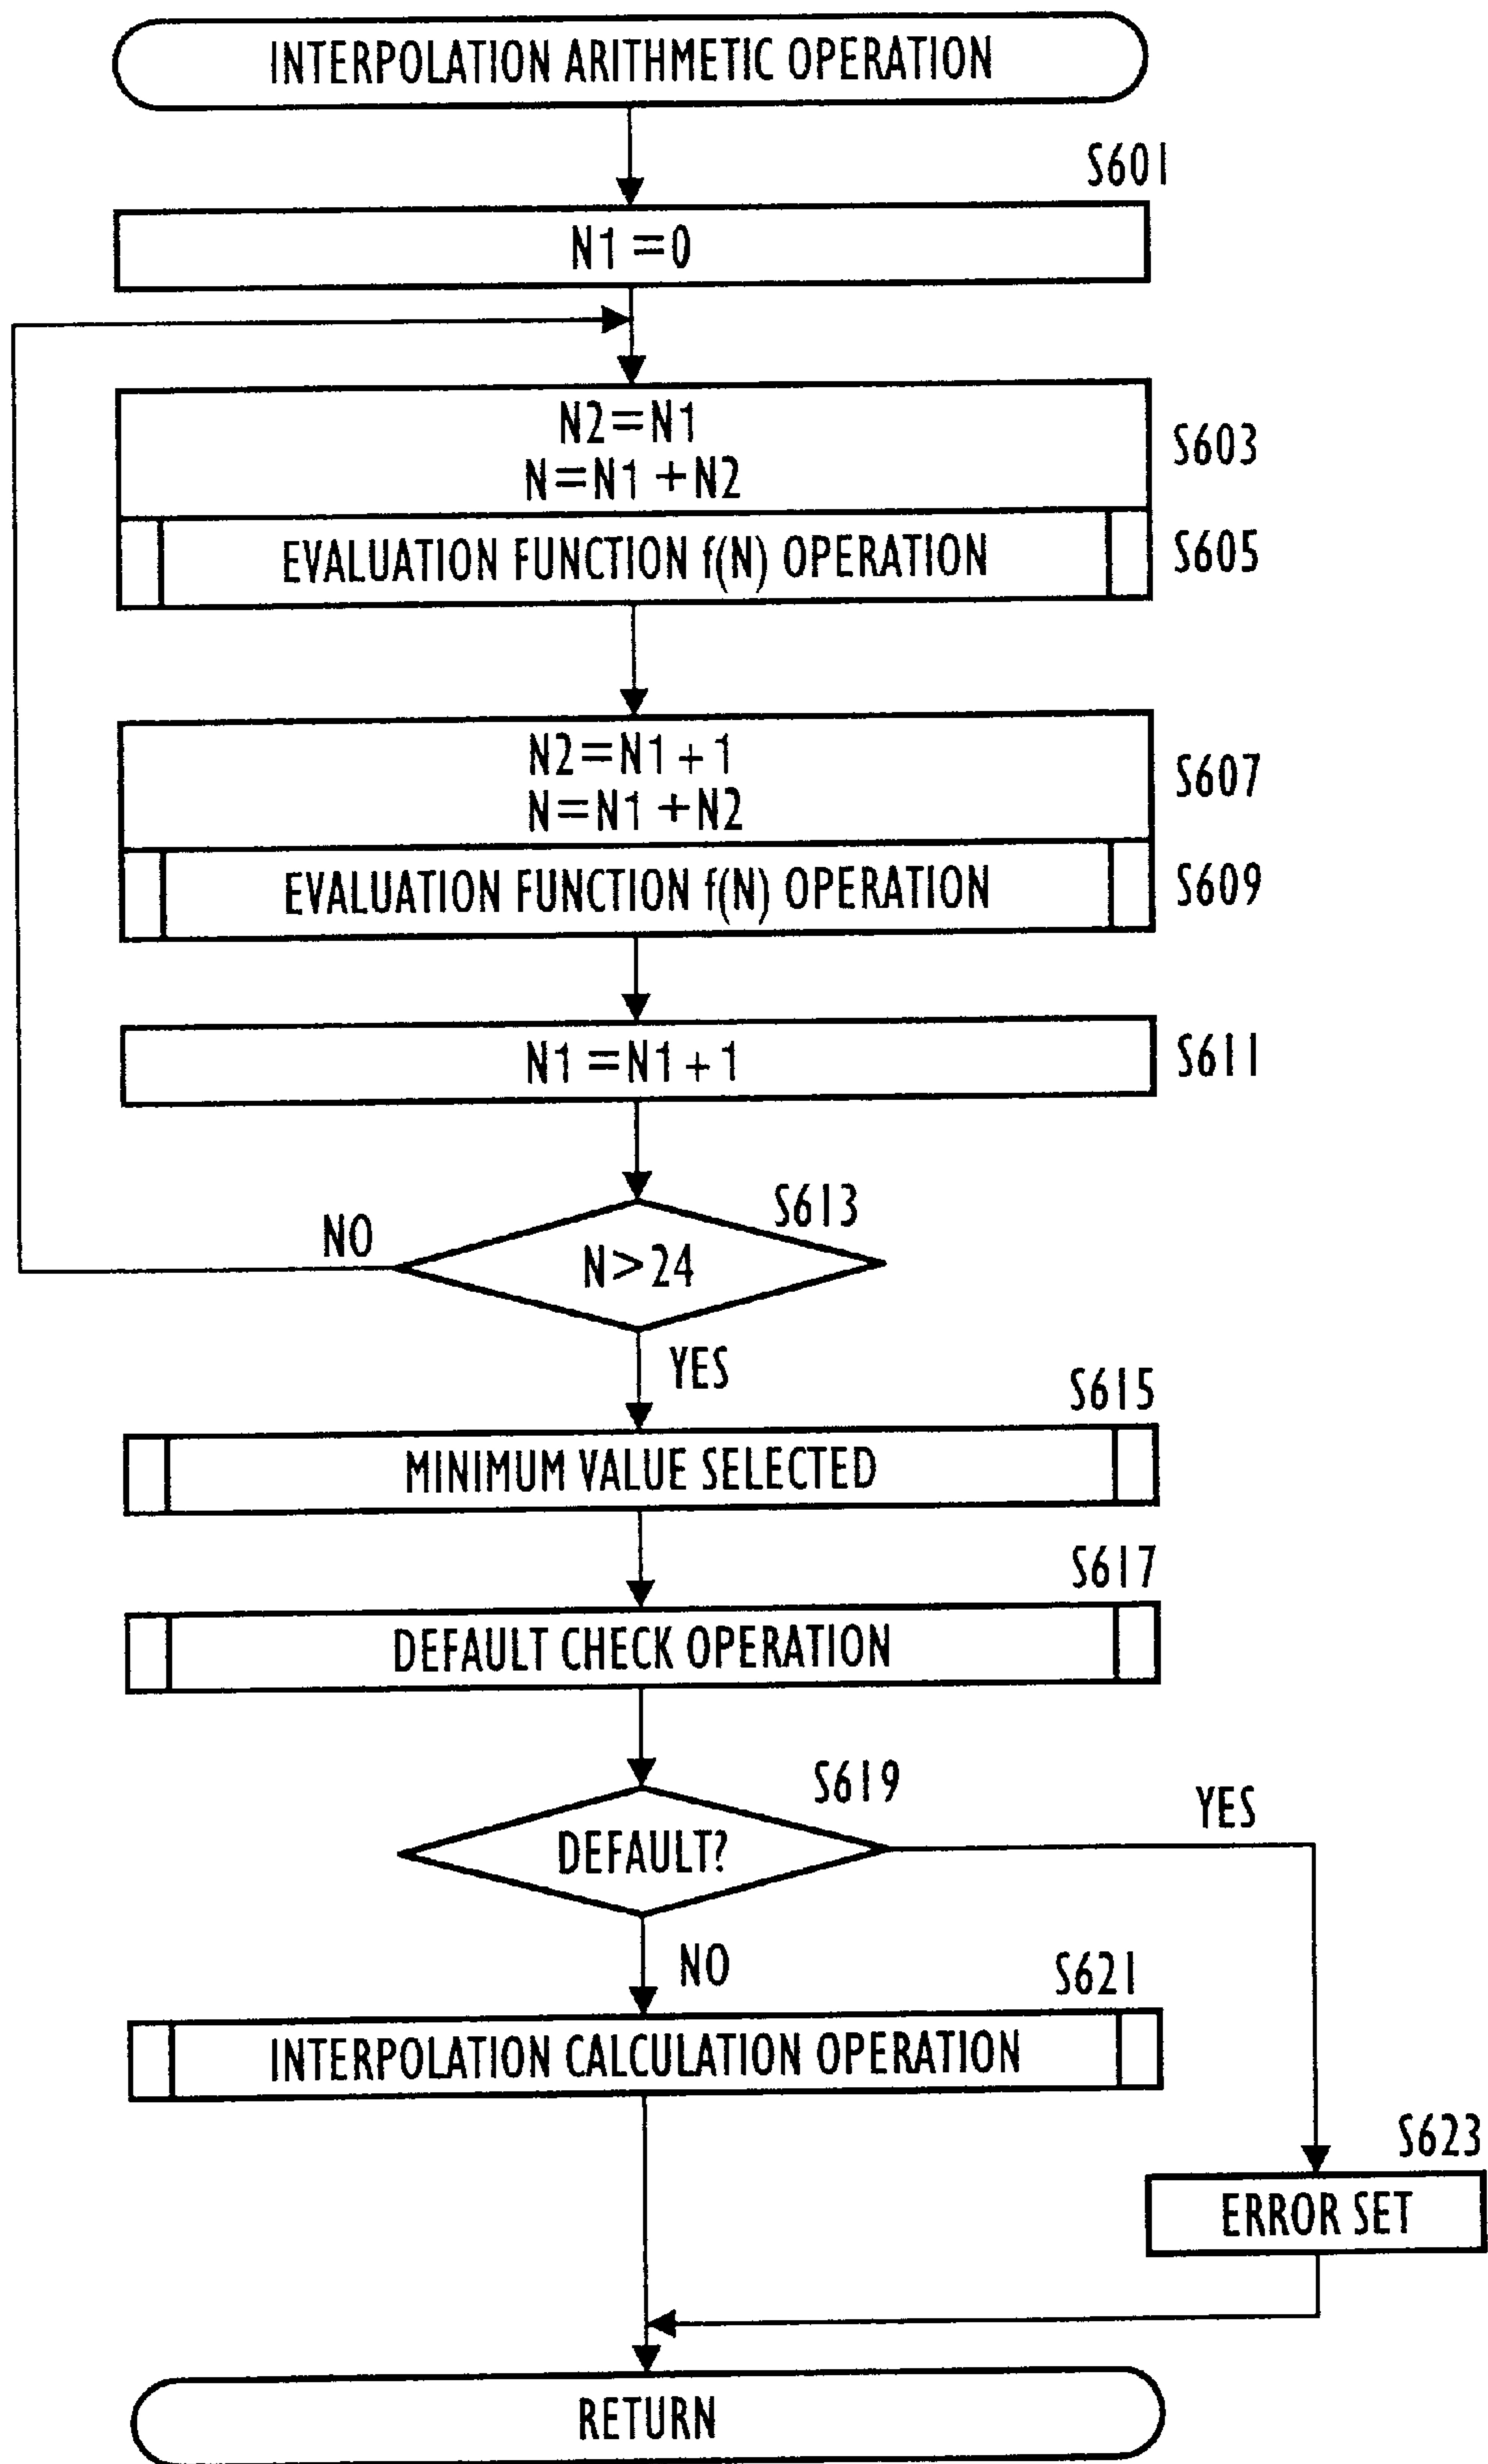 INTERPOLATION ARITHMETIC OPERATION
S601
N1=0
N2=N1
N=N1+N2
S603
EVALUATION FUNCTION f(N) OPERATION
S605
N2=N1+1
N=N1+N2
S607
EVALUATION FUNCTION f(N) OPERATION
S609
N1=N1+1
S611
S613
NO
N>24
YES
S615
MINIMUM VALUE SELECTED
S617
DEFAULT CHECK OPERATION
S619
YES
DEFAULT?
NO
S621
INTERPOLATION CALCULATION OPERATION
S623
ERROR SET
RETURN